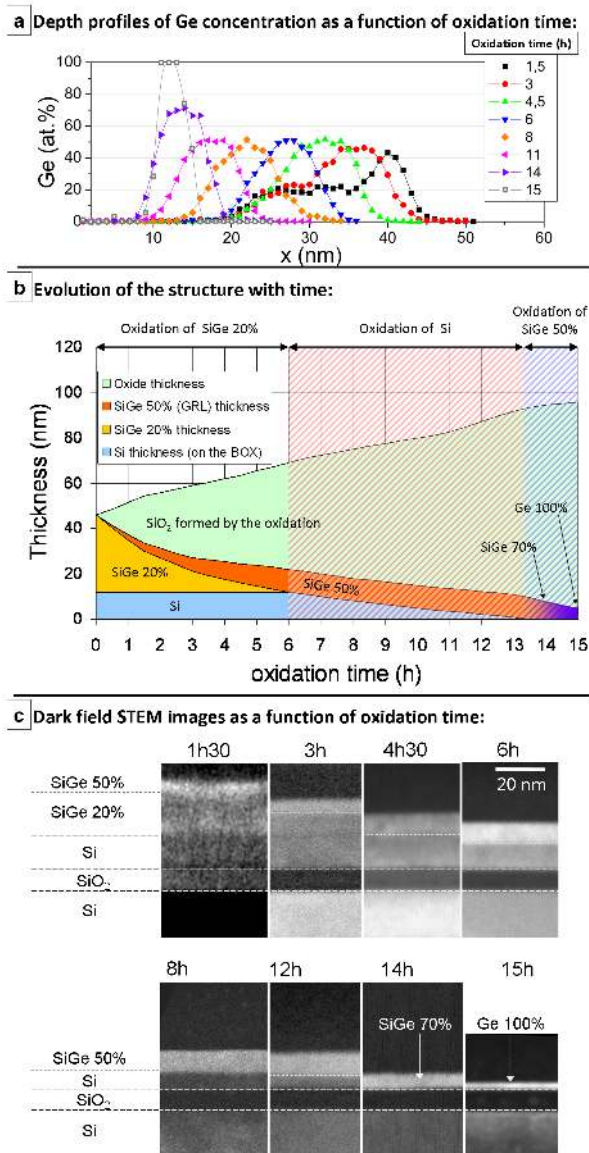 a Depth profiles of Ge concentration as a function of oxidation time:
Oxidation time (h)
1,5
3
4,5
6
8
11
14
15
Ge (at.%)
100
80
60
40
20
0
10 20 30 40 50 60
x (nm)
b Evolution of the structure with time:
Oxidation of SiGe 20%
Oxidation of Si
Oxidation of
SiGe 50%
Thickness (nm)
120
100
80
60
40
20
0
Oxide thickness
SiGe 50% (GRL) thickness
SiGe 20% thickness
Si thickness (on the BOX)
SiO2 formed by the oxidation
Ge 100%
SiGe 70%
SiGe 20%
SiGe 50%
Si
0 1 2 3 4 5 6 7 8 9 10 11 12 13 14 15
oxidation time (h)
c Dark field STEM images as a function of oxidation time:
1h30 3h 4h30 6h
20 nm
SiGe 50%
SiGe 20%
Si
SiO2
Si
8h 12h 14h 15h
SiGe 70%
Ge 100%
SiGe 50%
Si
SiO2
Si